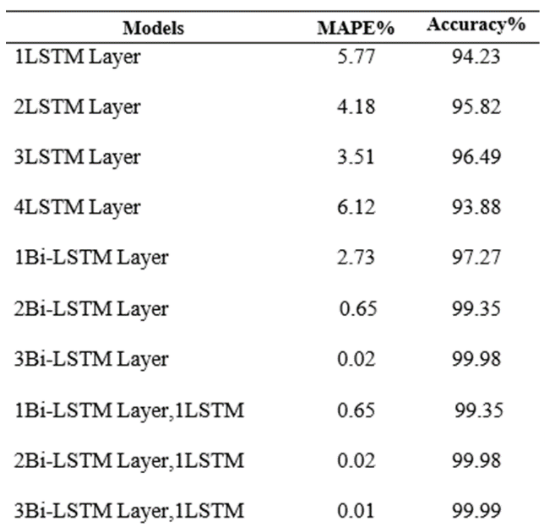 Models MAPE% Accuracy%
1LSTM Layer 5.77 94.23
2LSTM Layer 4.18 95.82
3LSTM Layer 3.51 96.49
4LSTM Layer 6.12 93.88
1Bi-LSTM Layer 2.73 97.27
2Bi-LSTM Layer 0.65 99.35
3Bi-LSTM Layer 0.02 99.98
1Bi-LSTM Layer,1LSTM 0.65 99.35
2Bi-LSTM Layer,1LSTM 0.02 99.98
3Bi-LSTM Layer,1LSTM 0.01 99.99